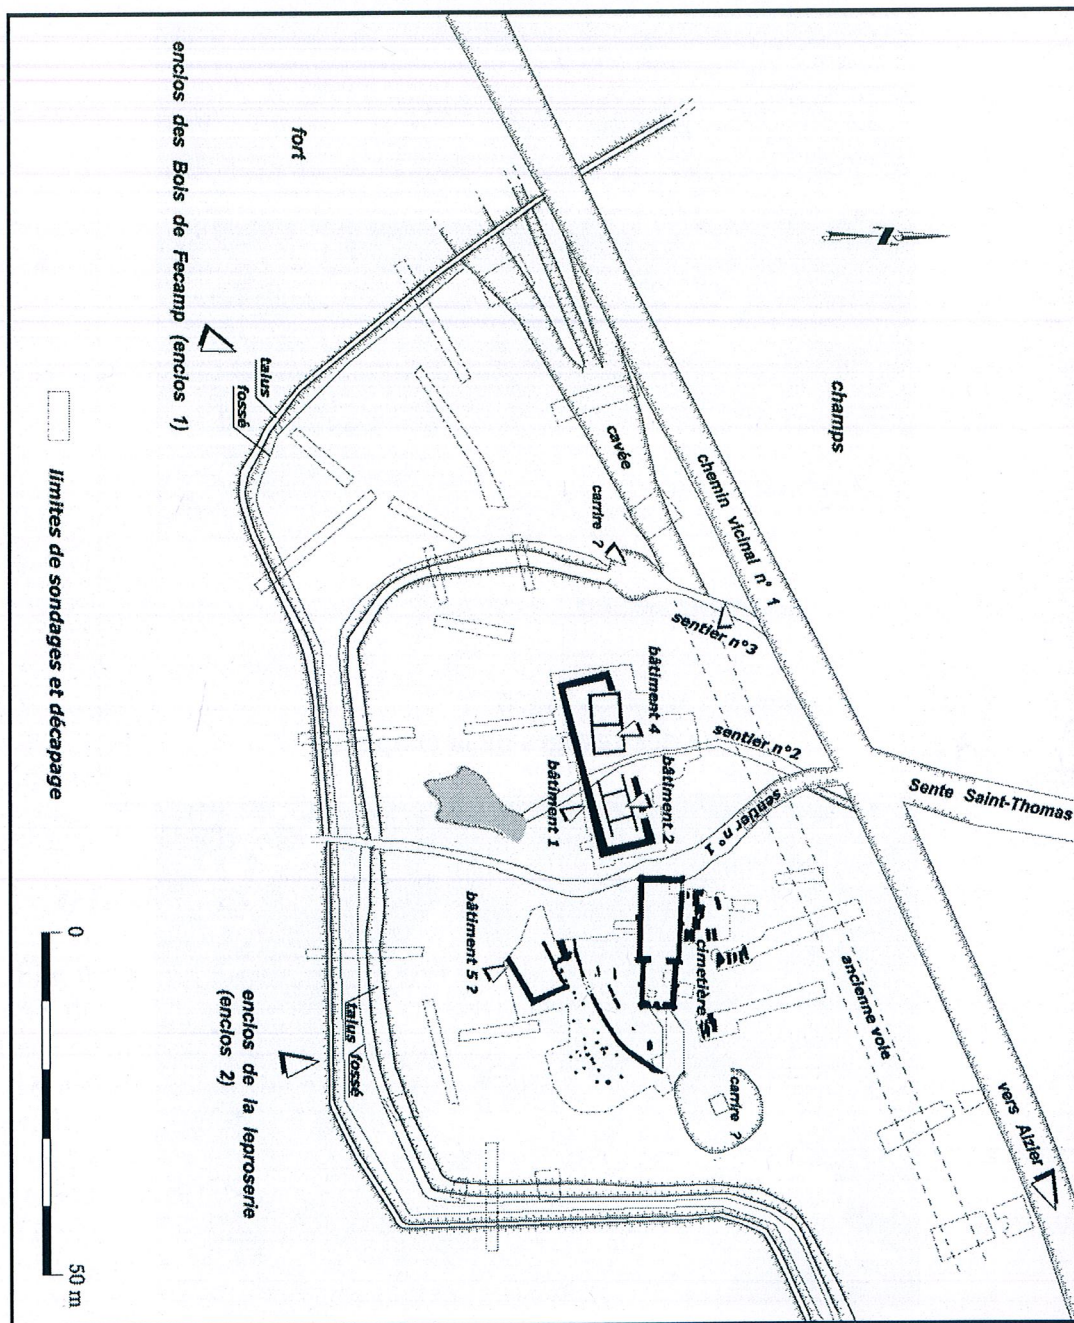 enclos des Bois de Fecamp (enclos 1)
fort
talus
fossé
limites de sondages et décapage
champs
cavée
chemin vicinal n° 1
carrire ?
sentier n°3
bâtiment 4
sentier n°2
bâtiment 2
bâtiment 1
sentier n° 1
Sente Saint-Thomas
bâtiment 5 ?
cimetière
ancienne voie
carrire ?
vers Aizier
talus
fossé
enclos de la leproserie
(enclos 2)
0
50 m